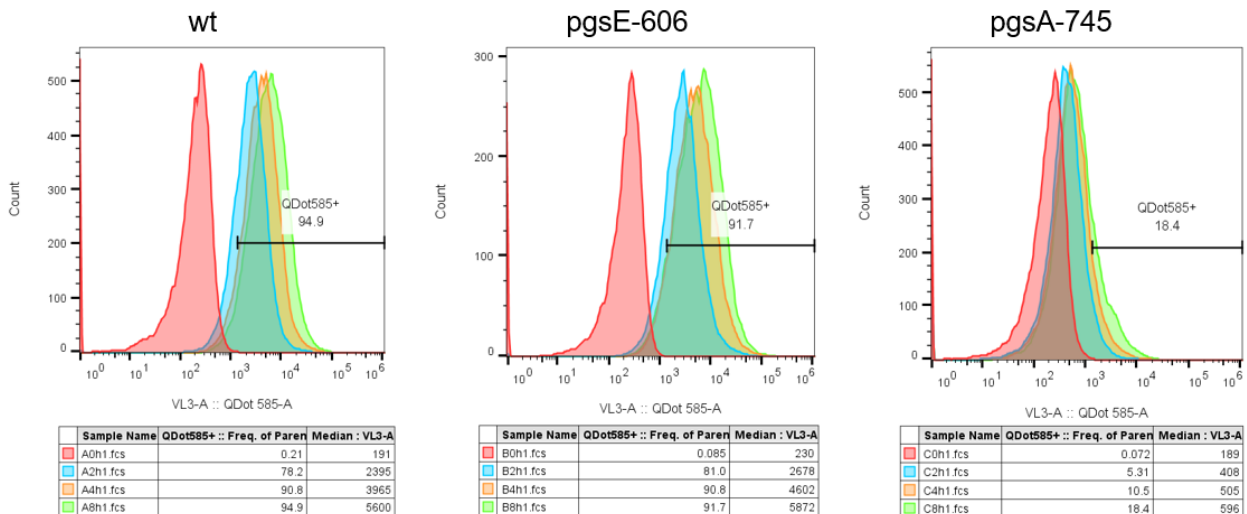 wt
pgsE-606
pgsA-745
500
400
300
200
100
0
Count
QDot585+
94.9
10^0 10^1 10^2 10^3 10^4 10^5 10^6
VL3-A :: QDot 585-A
300
200
100
0
Count
QDot585+
91.7
10^0 10^1 10^2 10^3 10^4 10^5 10^6
VL3-A :: QDot 585-A
500
400
300
200
100
0
Count
QDot585+
18.4
10^0 10^1 10^2 10^3 10^4 10^5 10^6
VL3-A :: QDot 585-A
Sample Name QDot585+ :: Freq. of Paren Median : VL3-A
A0h1.fcs 0.21 191
A2h1.fcs 78.2 2395
A4h1.fcs 90.8 3965
A8h1.fcs 94.9 5600
Sample Name QDot585+ :: Freq. of Paren Median : VL3-A
B0h1.fcs 0.085 230
B2h1.fcs 81.0 2678
B4h1.fcs 90.8 4602
B8h1.fcs 91.7 5872
Sample Name QDot585+ :: Freq. of Paren Median : VL3-A
C0h1.fcs 0.072 189
C2h1.fcs 5.31 408
C4h1.fcs 10.5 505
C8h1.fcs 18.4 596